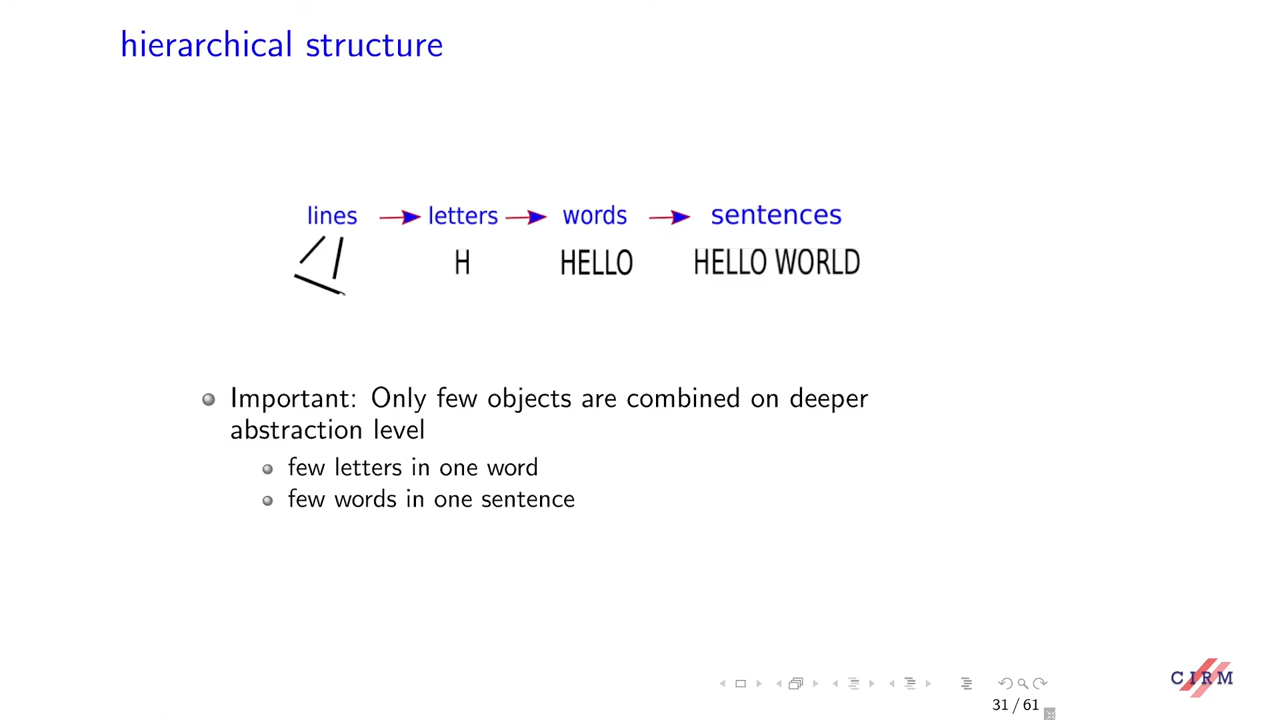 hierarchical structure
lines letters words sentences
H HELLO HELLO WORLD
Important: Only few objects are combined on deeper
abstraction level
few letters in one word
few words in one sentence
31 / 61
CIRM